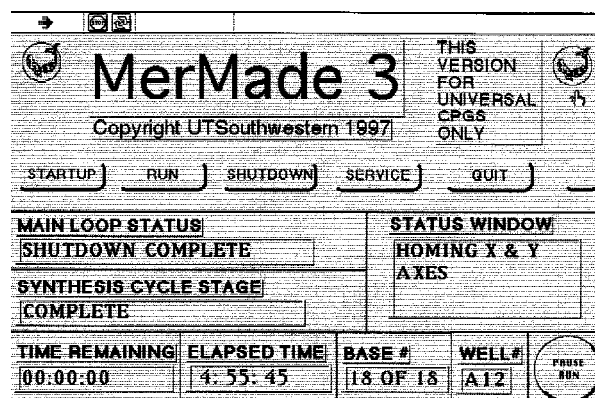 STOP
MerMade 3
Copyright UTSouthwestern 1997
THIS
VERSION
FOR
UNIVERSAL
CPGS
ONLY
STARTUP RUN SHUTDOWN SERVICE QUIT
MAIN LOOP STATUS
SHUTDOWN COMPLETE
SYNTHESIS CYCLE STAGE
COMPLETE
STATUS WINDOW
HOMING X & Y
AXES
TIME REMAINING ELAPSED TIME BASE # WELL#
00:00:00 4: 55: 45 18 OF 18 A12
PAUSE
RUN